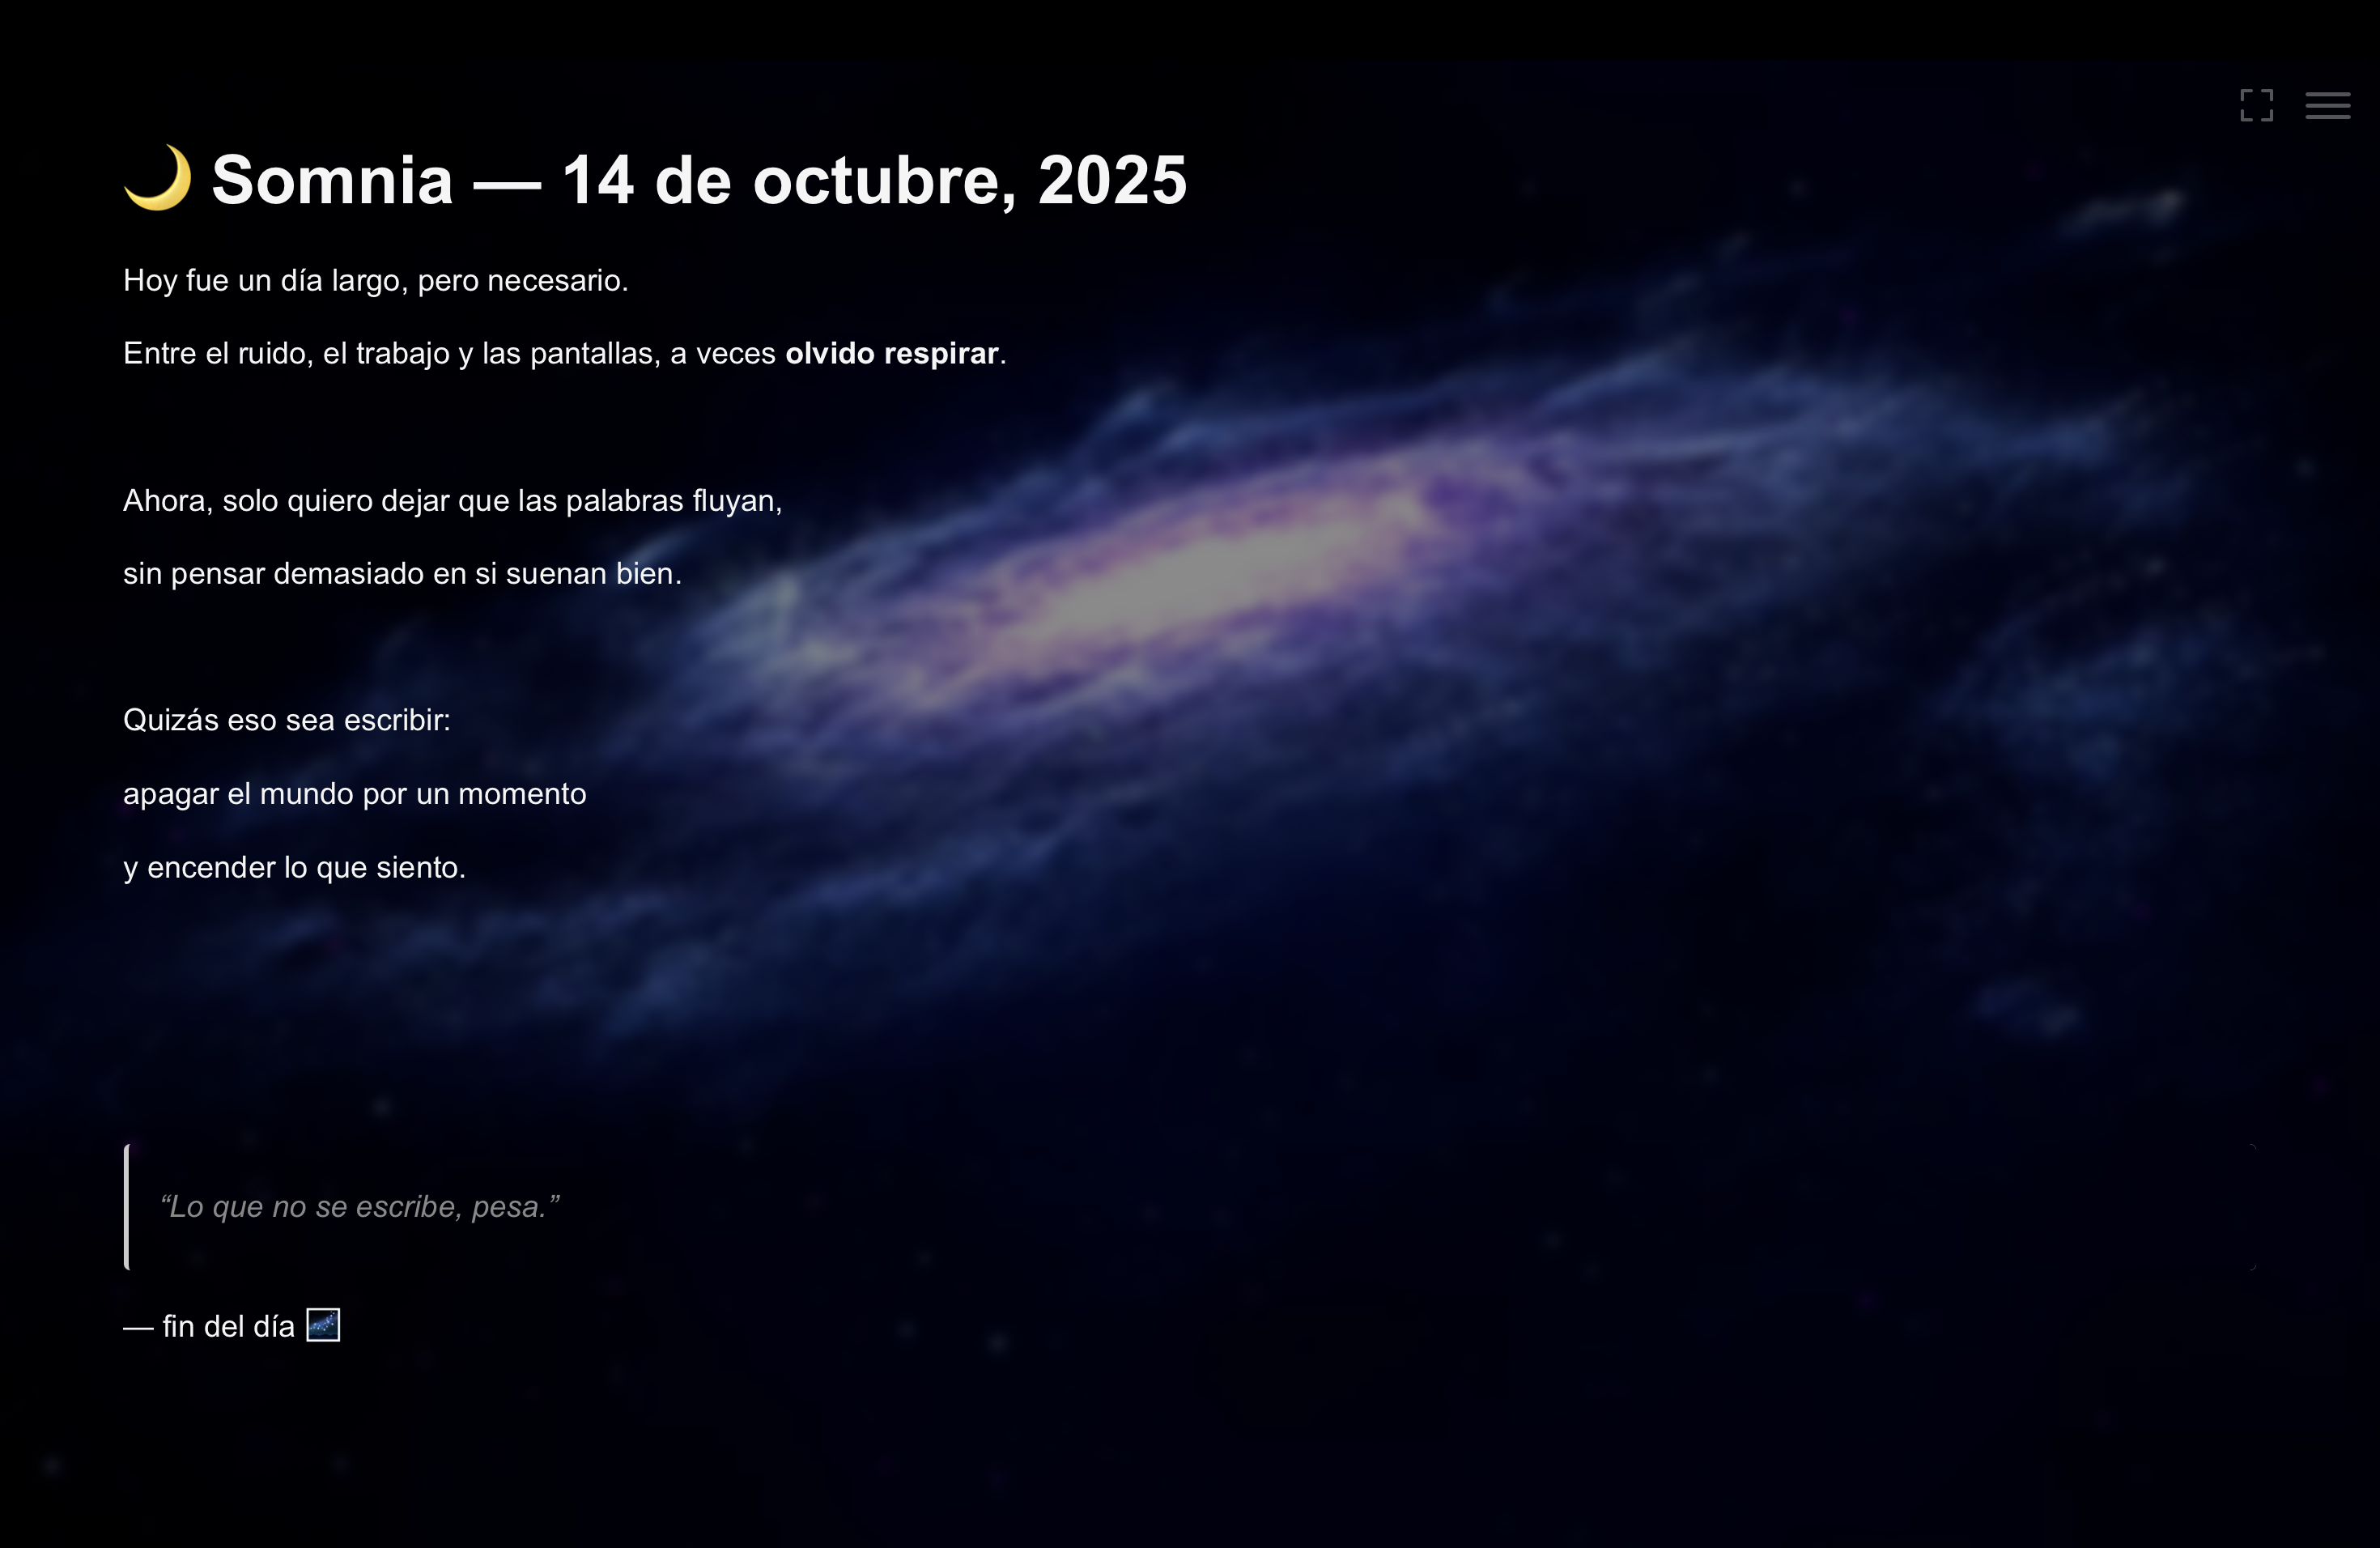 🌙 Somnia — 14 de octubre, 2025
Hoy fue un día largo, pero necesario.
Entre el ruido, el trabajo y las pantallas, a veces olvido respirar.
Ahora, solo quiero dejar que las palabras fluyan,
sin pensar demasiado en si suenan bien.
Quizás eso sea escribir:
apagar el mundo por un momento
y encender lo que siento.
“Lo que no se escribe, pesa.”
— fin del día 🌌